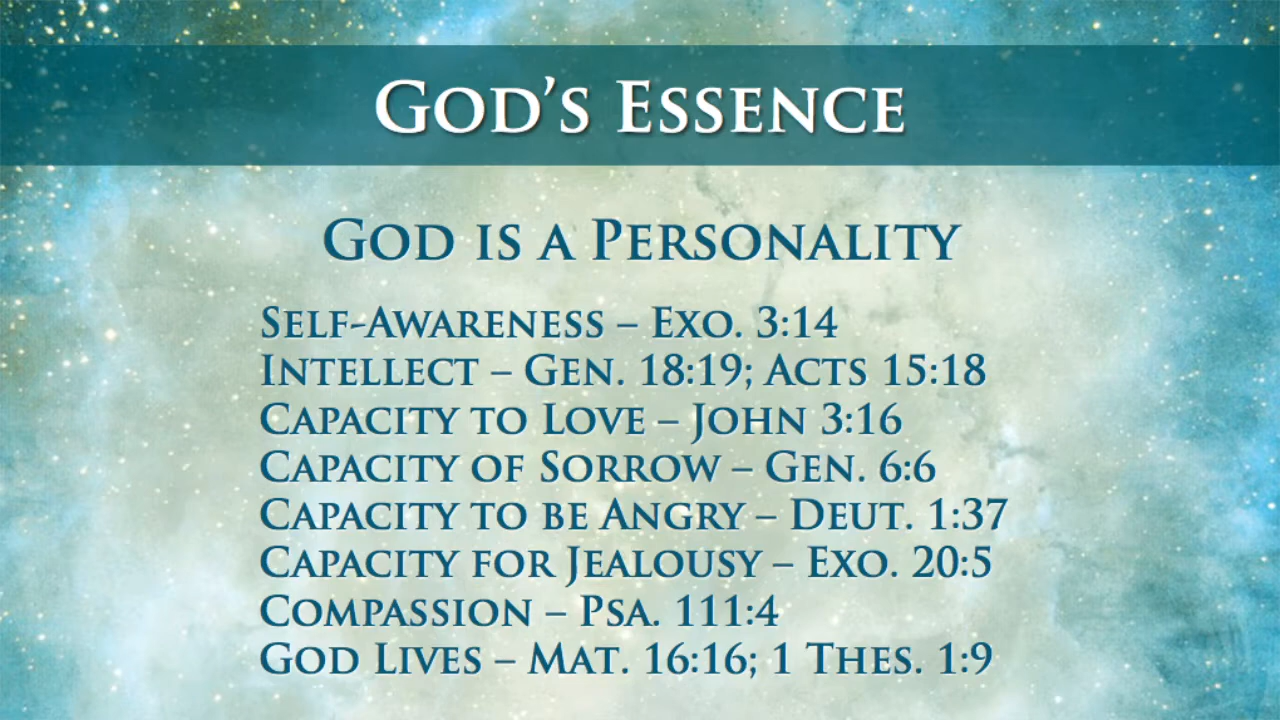 God's Essence
God is a Personality
Self-Awareness – Exo. 3:14
Intellect – Gen. 18:19; Acts 15:18
Capacity to Love – John 3:16
Capacity of Sorrow – Gen. 6:6
Capacity to be Angry – Deut. 1:37
Capacity for Jealousy – Exo. 20:5
Compassion – Psa. 111:4
God Lives – Mat. 16:16; 1 Thes. 1:9